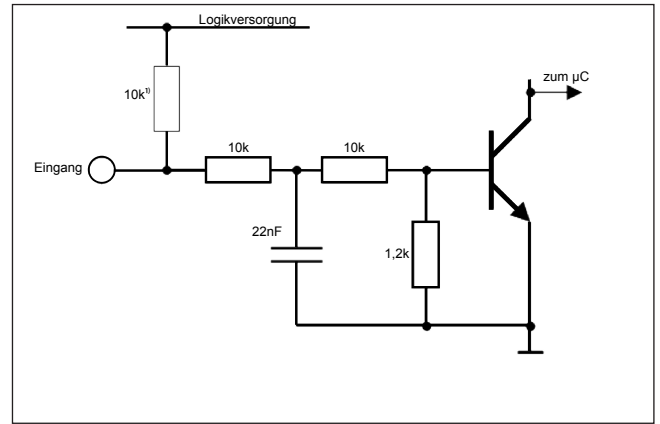 Logikversorgung
zum µC
10k¹⁾
10k
10k
Eingang
22nF
1,2k